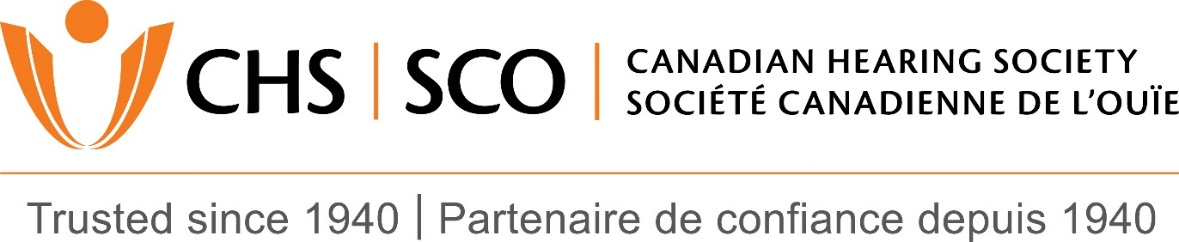 CHS | SCO |
CANADIAN HEARING SOCIETY
SOCIÉTÉ CANADIENNE DE L'OUÏE
Trusted since 1940 | Partenaire de confiance depuis 1940